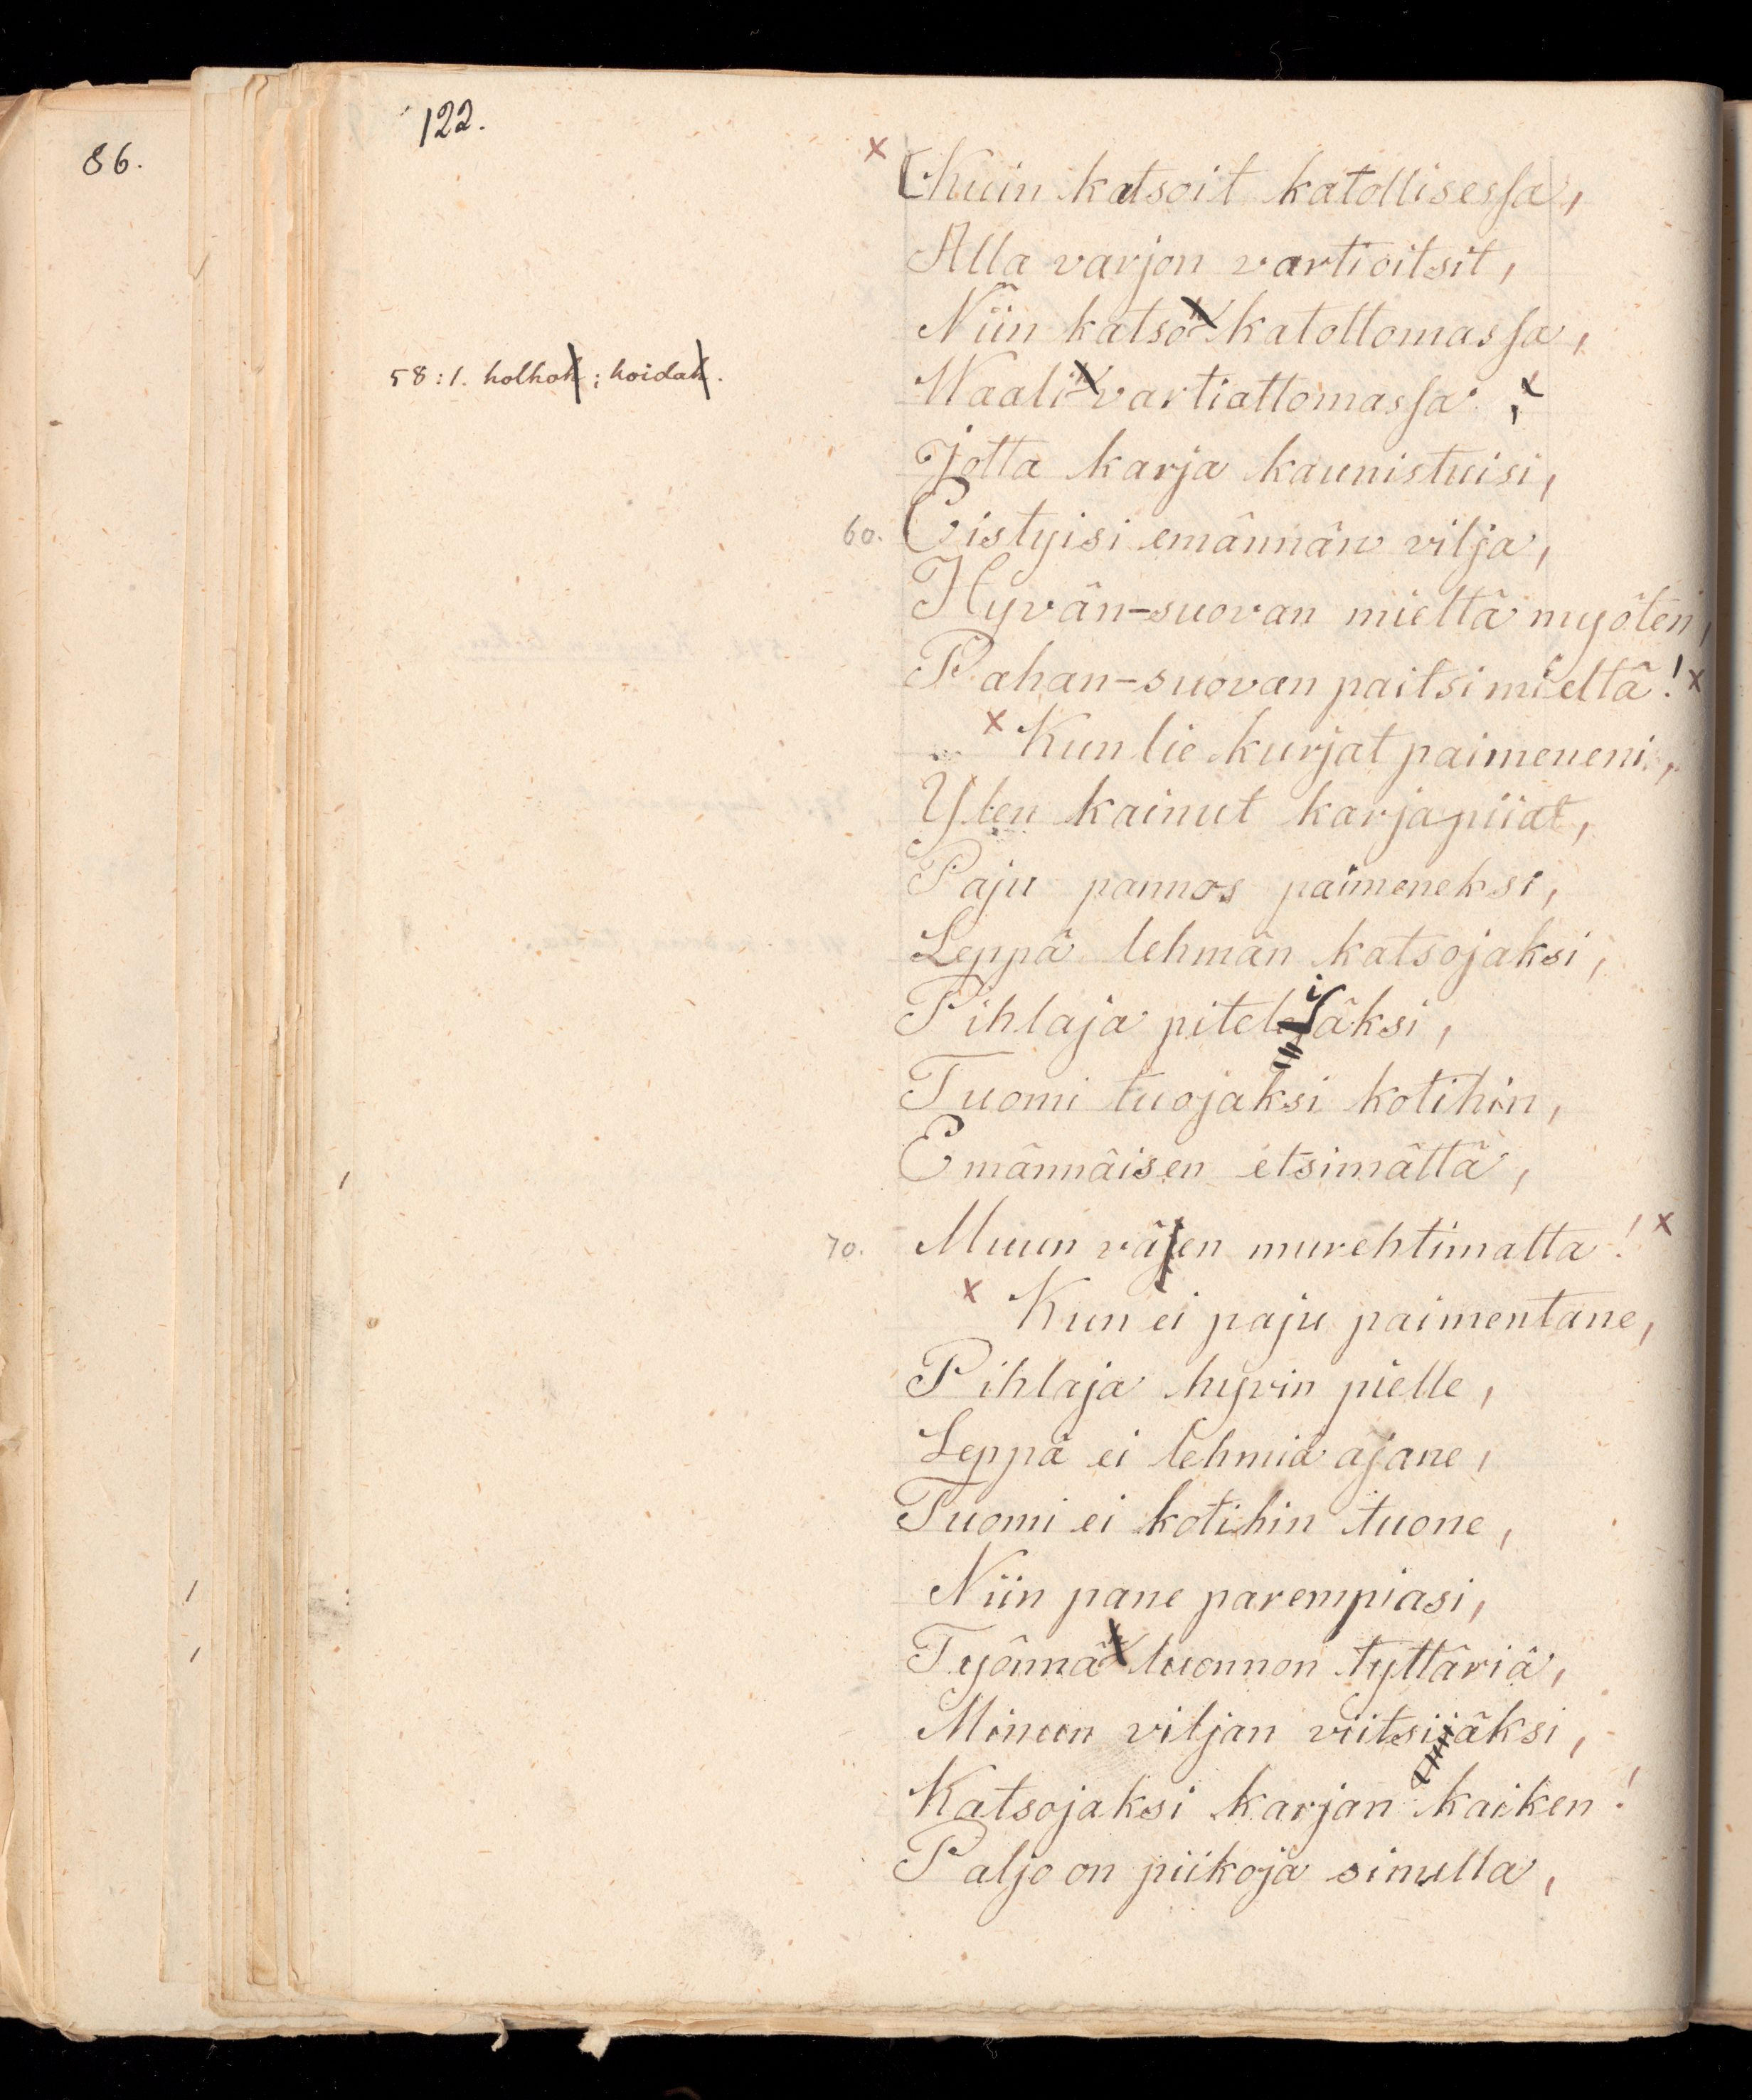 122.
86.
Kuin katsoit katollisessa,
Alla varjon vartioitsit,
Niin katso katottomassa,
58:1. holhok; hoidak.
Waali vartiattomassa;
Jotta karja kaunistuisi,
60. Eistyisi emännän vilja,
Hyvän-suovan mieltä myöten,
Pahan-suovan paitsi mieltä!
Kun lie kurjat paimeneni,
Ylen kainut karjapiiat,
Paju pannos paimeneksi,
Leppä lehmän katsojaksi,
Pihlaja piteliäksi,
Tuomi tuojaksi kotihin,
Emännäisen etsimättä,
70. Muun väjen murehtimatta!
Kun ei paju paimentane,
Pihlaja hyvin pielle,
Leppä ei lehmiä ajane,
Tuomi ei kotihin tuone,
Niin pane parempiasi,
Työnnä luonnon tyttäriä,
Minun viljan viitsijäksi,
Katsojaksi karjan kaiken!
Paljo on piikoja sinulla,